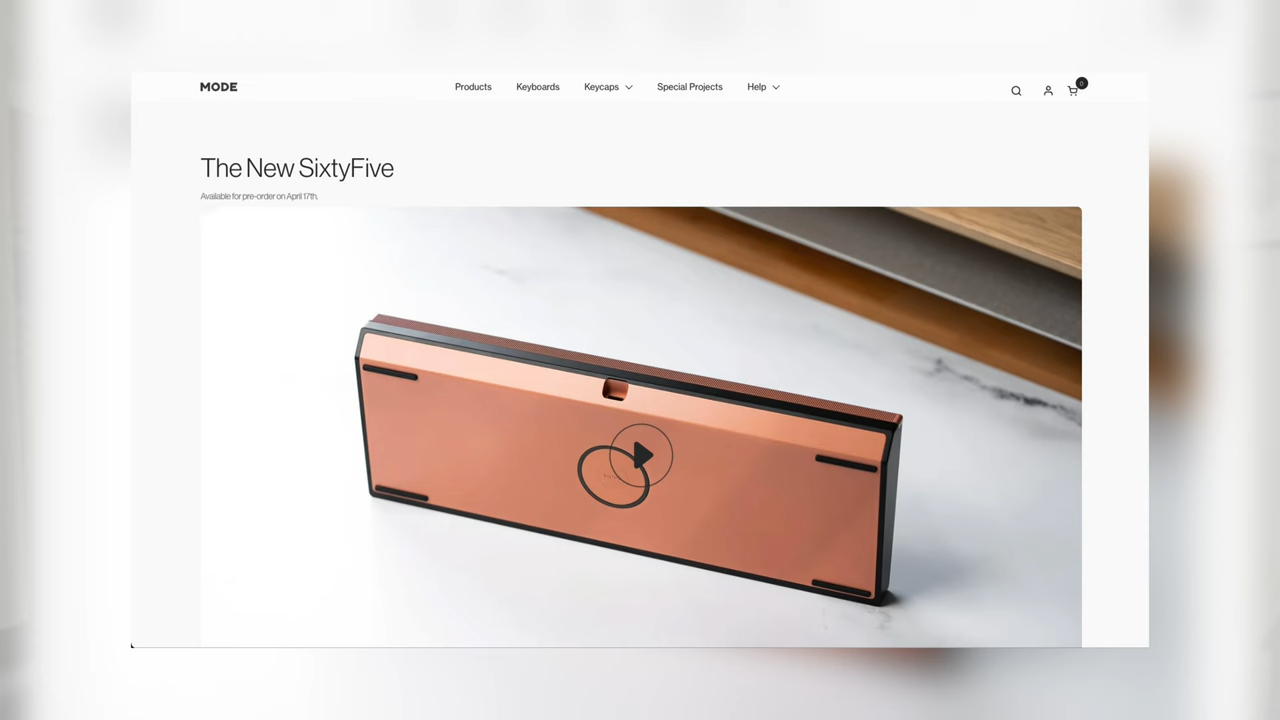 MODE
Products
Keyboards
Keycaps
Special Projects
Help
0
The New SixtyFive
Available for pre-order on April 17th.